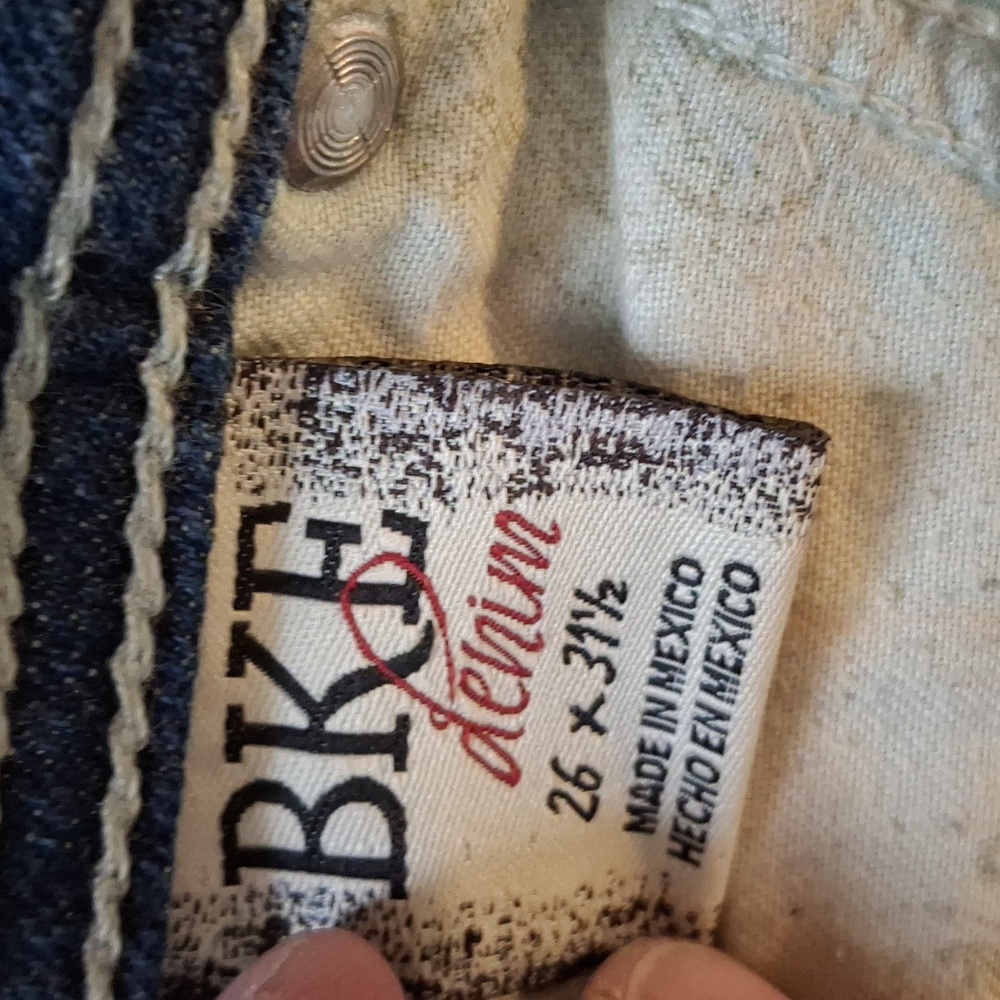 BKE
denim
26 x 31½
MADE IN MEXICO
HECHO EN MEXICO